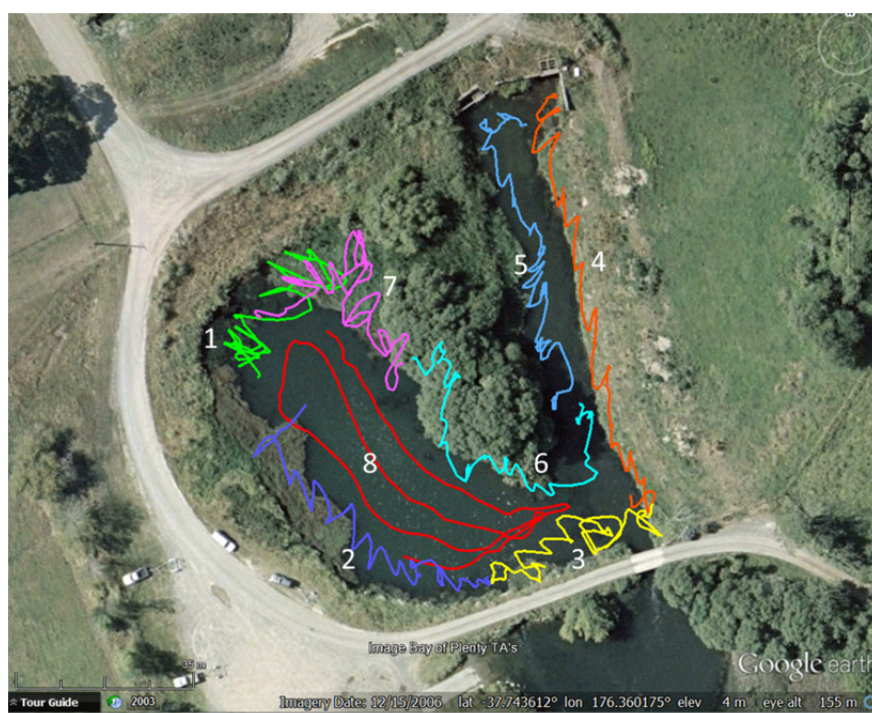 5
4
7
1
8
6
2
3
Image Bay of Plenty TA's
35 m
Google earth
Tour Guide
2003
Imagery Date: 12/15/2006 lat -37.743612° lon 176.360175° elev 4 m eye alt 155 m